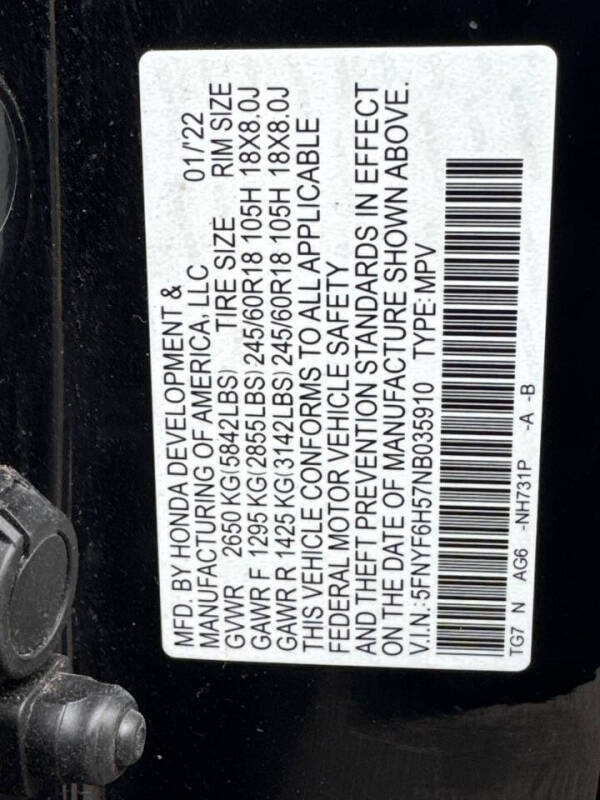 MFD. BY HONDA DEVELOPMENT &
MANUFACTURING OF AMERICA, LLC 01/'22
GVWR 2650 KG(5842LBS) TIRE SIZE RIM SIZE
GAWR F 1295 KG(2855LBS) 245/60R18 105H 18X8.0J
GAWR R 1425 KG(3142LBS) 245/60R18 105H 18X8.0J
THIS VEHICLE CONFORMS TO ALL APPLICABLE
FEDERAL MOTOR VEHICLE SAFETY
AND THEFT PREVENTION STANDARDS IN EFFECT
ON THE DATE OF MANUFACTURE SHOWN ABOVE.
V.I.N.:5FNYF6H57NB035910 TYPE: MPV
TG7 N AG6 -NH731P -A -B